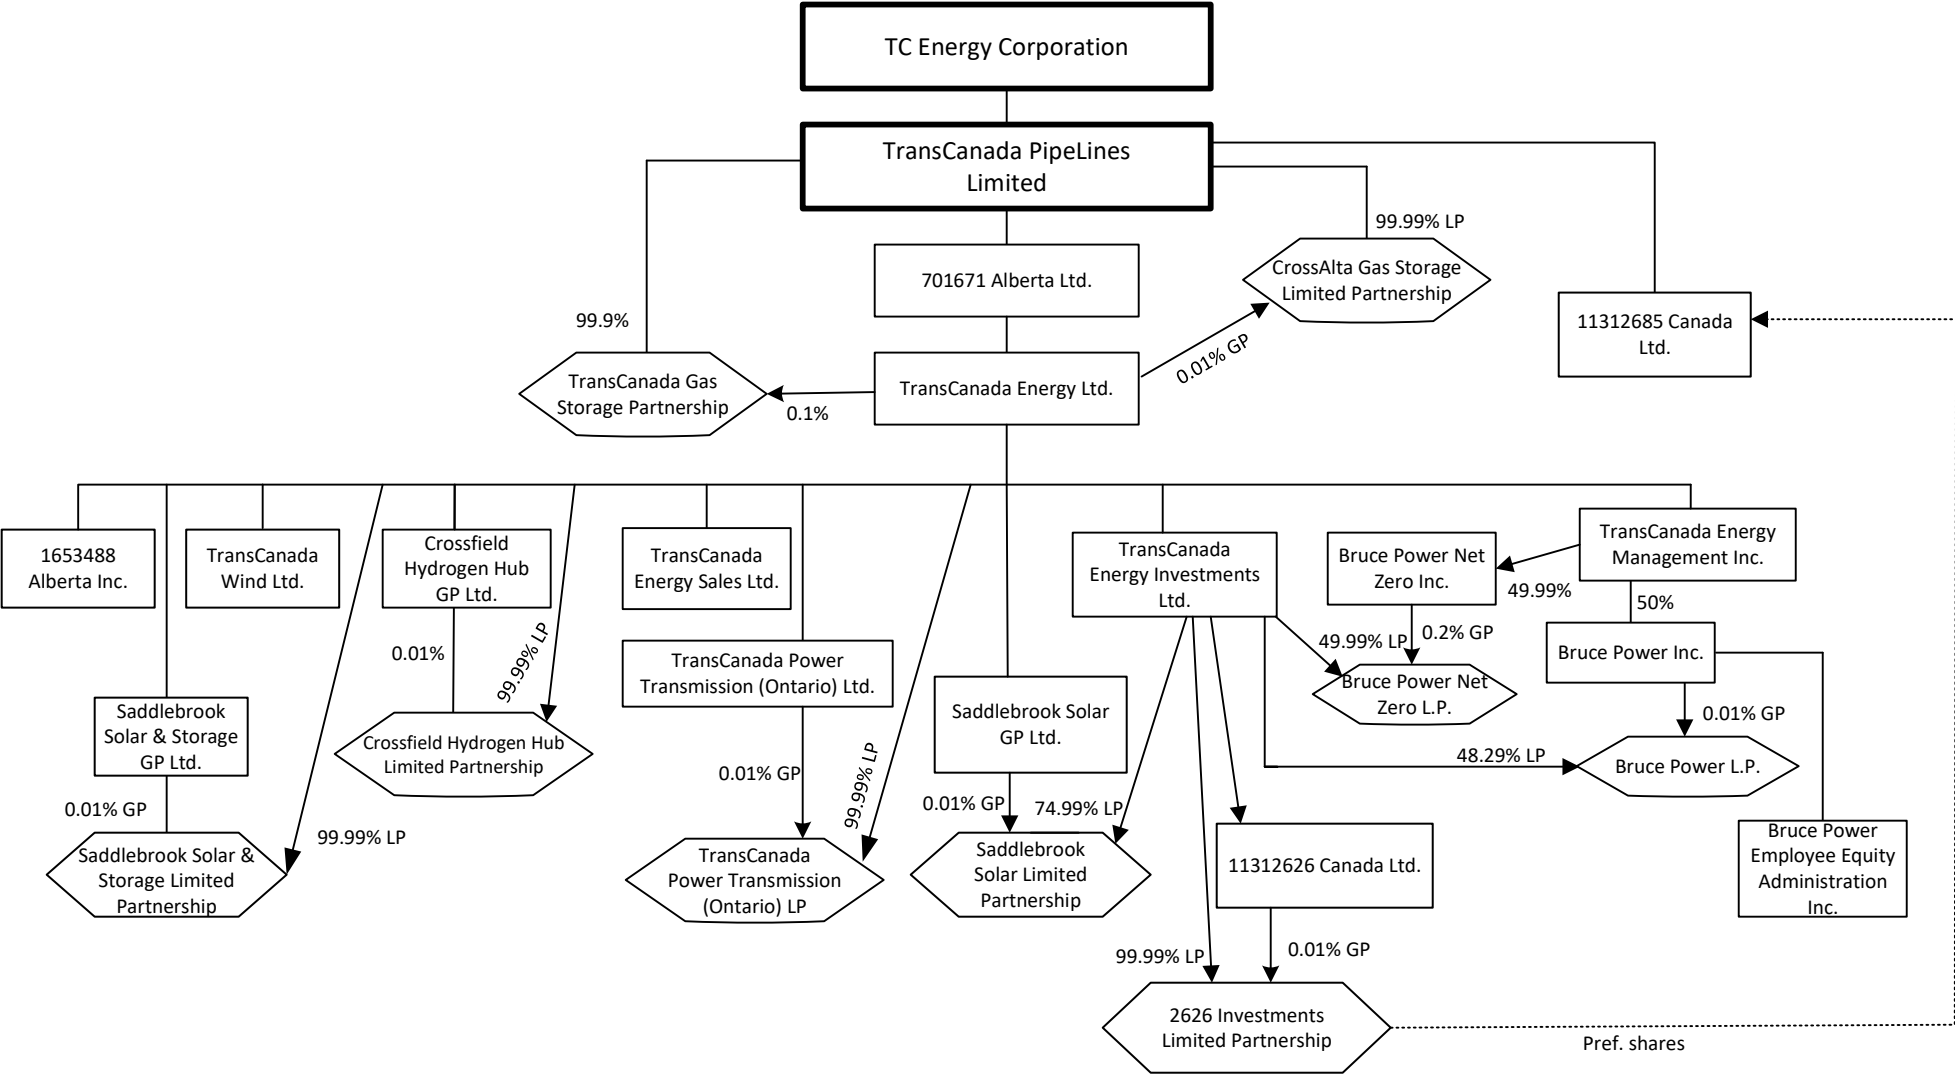 TC Energy Corporation
TransCanada PipeLines
Limited
99.99% LP
701671 Alberta Ltd.
CrossAlta Gas Storage
Limited Partnership
99.9%
11312685 Canada
Ltd.
0.01% GP
TransCanada Gas
Storage Partnership
TransCanada Energy Ltd.
0.1%
1653488
Alberta Inc.
TransCanada
Wind Ltd.
Crossfield
Hydrogen Hub
GP Ltd.
TransCanada
Energy Sales Ltd.
TransCanada
Energy Investments
Ltd.
Bruce Power Net
Zero Inc.
TransCanada Energy
Management Inc.
49.99%
50%
0.01%
99.99% LP
TransCanada Power
Transmission (Ontario) Ltd.
49.99% LP
0.2% GP
Bruce Power Inc.
Bruce Power Net
Zero L.P.
Saddlebrook
Solar & Storage
GP Ltd.
Crossfield Hydrogen Hub
Limited Partnership
Saddlebrook Solar
GP Ltd.
0.01% GP
48.29% LP
Bruce Power L.P.
0.01% GP
99.99% LP
0.01% GP
99.99% LP
0.01% GP
74.99% LP
Saddlebrook Solar &
Storage Limited
Partnership
TransCanada
Power Transmission
(Ontario) LP
Saddlebrook
Solar Limited
Partnership
11312626 Canada Ltd.
Bruce Power
Employee Equity
Administration
Inc.
99.99% LP
0.01% GP
2626 Investments
Limited Partnership
Pref. shares